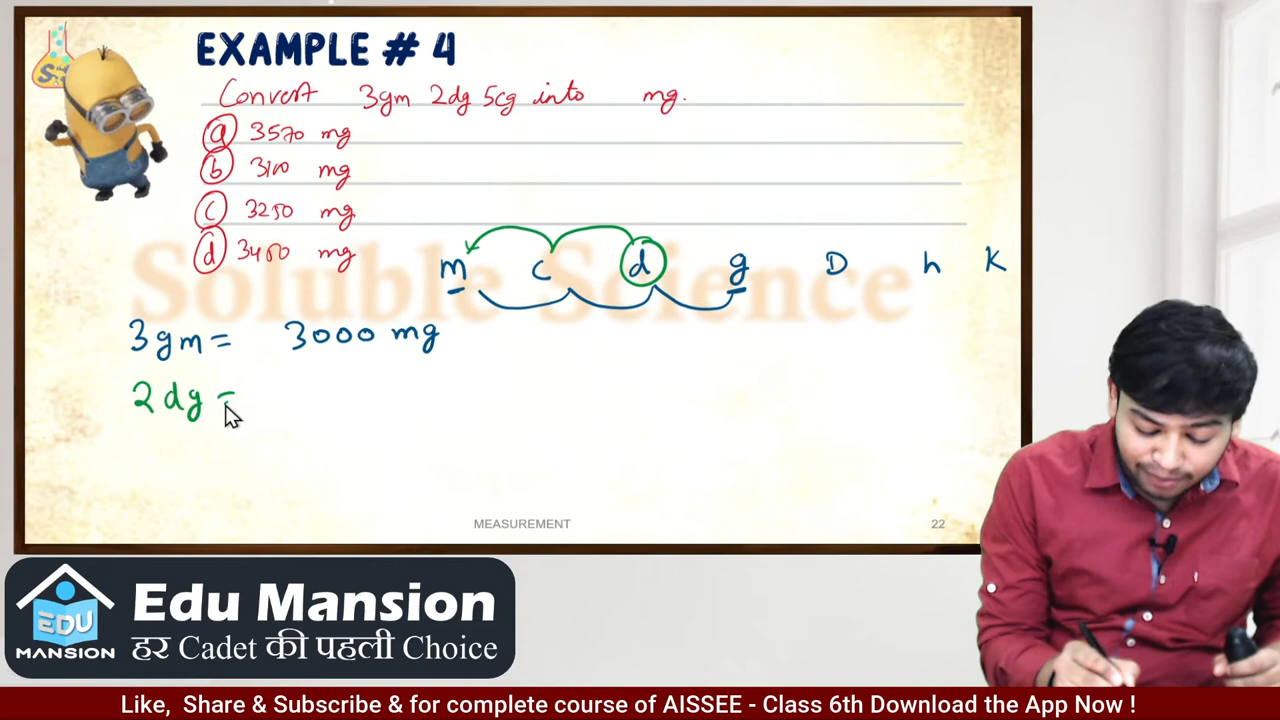 EXAMPLE # 4
Convert 3gm 2dg 5cg into mg.
(a) 3570 mg
(b) 3100 mg
(c) 3250 mg
(d) 3400 mg
m c d g D h K
Soluble Science
3gm = 3000 mg
2dg =
MEASUREMENT
22
EDU MANSION
Edu Mansion
हर Cadet की पहली Choice
Like, Share & Subscribe & for complete course of AISSEE - Class 6th Download the App Now !